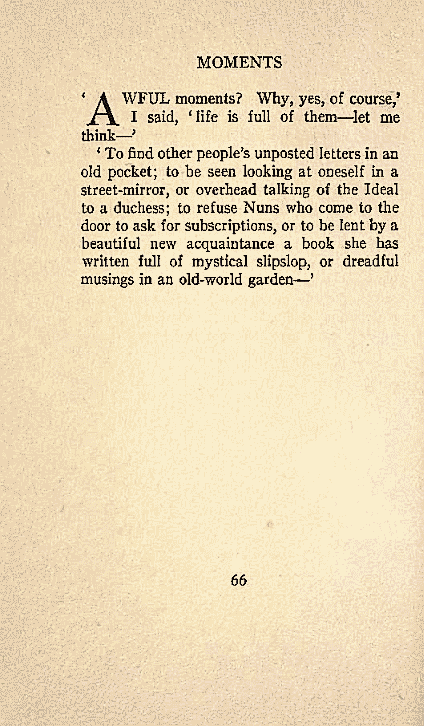 MOMENTS
‘ AWFUL moments? Why, yes, of course,’
I said, ‘life is full of them—let me
think—’
‘ To find other people’s unposted letters in an
old pocket; to be seen looking at oneself in a
street-mirror, or overhead talking of the Ideal
to a duchess; to refuse Nuns who come to the
door to ask for subscriptions, or to be lent by a
beautiful new acquaintance a book she has
written full of mystical slipslop, or dreadful
musings in an old-world garden—’
66